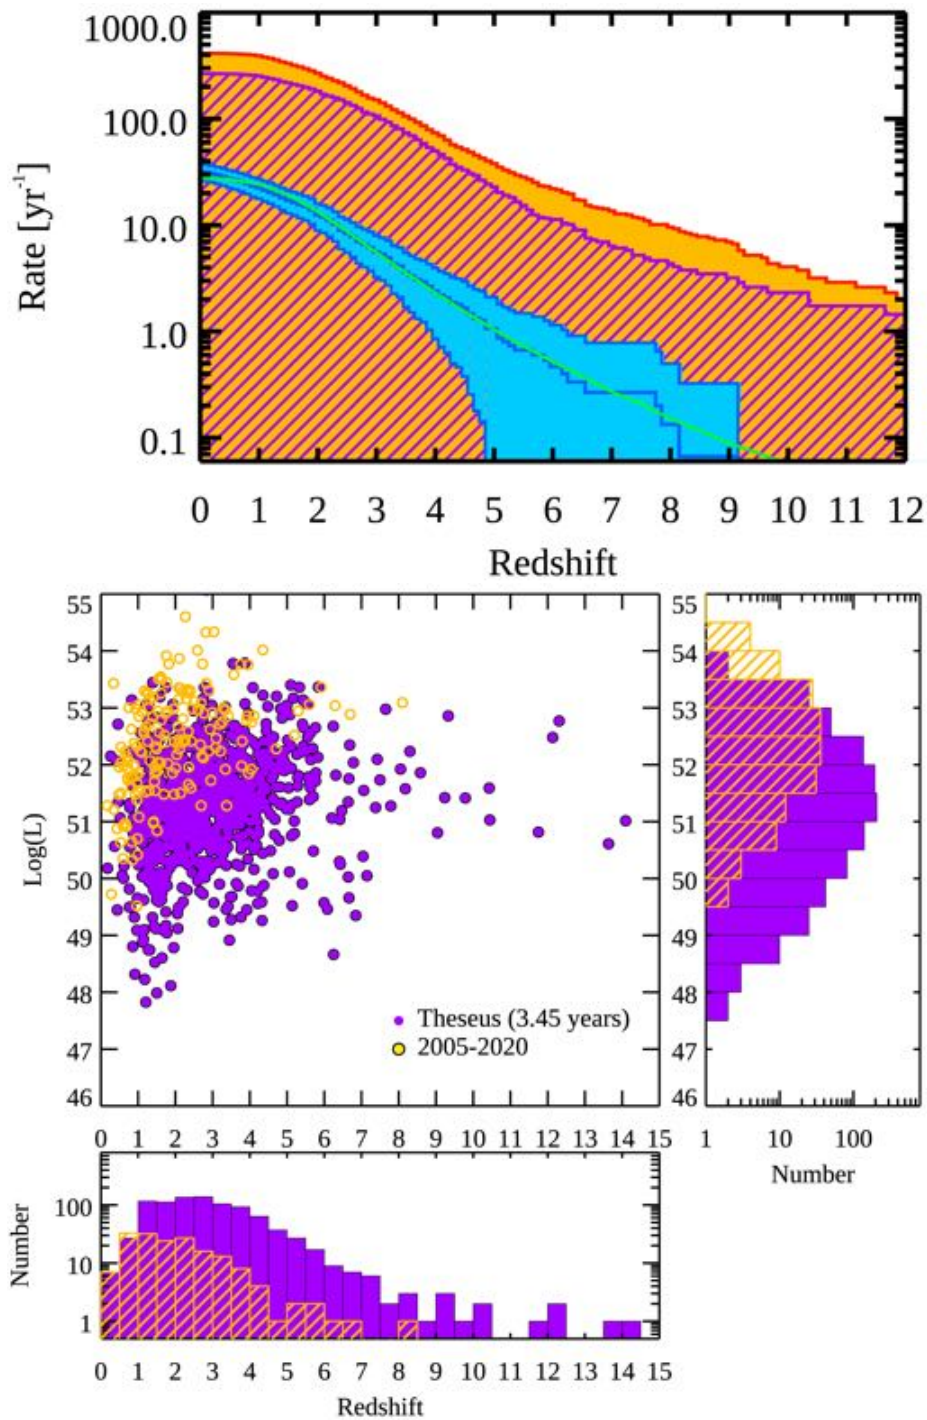 1000.0
100.0
10.0
1.0
0.1
Rate [yr-1]
0 1 2 3 4 5 6 7 8 9 10 11 12
Redshift
55
54
53
52
51
50
49
48
47
46
Log(L)
Theseus (3.45 years)
2005-2020
0 1 2 3 4 5 6 7 8 9 10 11 12 13 14 15
55
54
53
52
51
50
49
48
47
46
1 10 100
Number
100
10
1
Number
0 1 2 3 4 5 6 7 8 9 10 11 12 13 14 15
Redshift